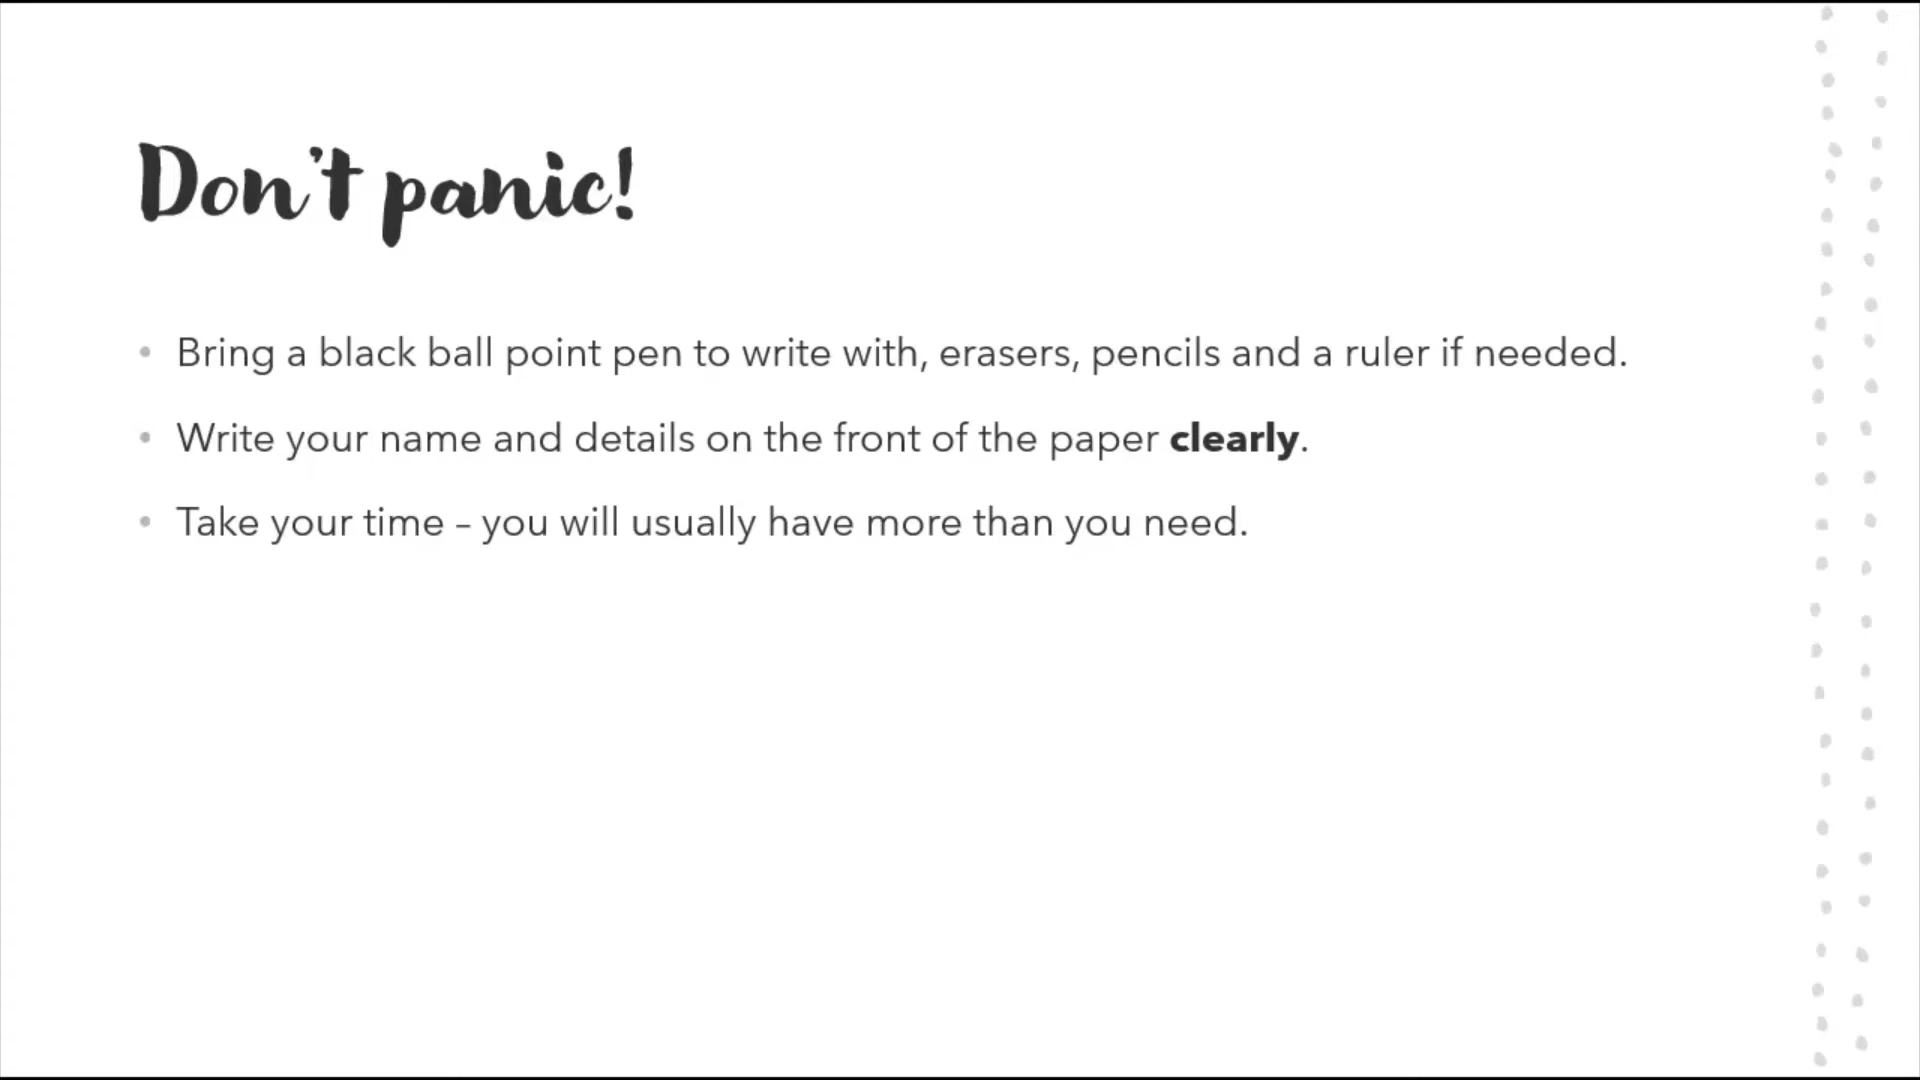 Don't panic!
• Bring a black ball point pen to write with, erasers, pencils and a ruler if needed.
• Write your name and details on the front of the paper clearly.
• Take your time – you will usually have more than you need.